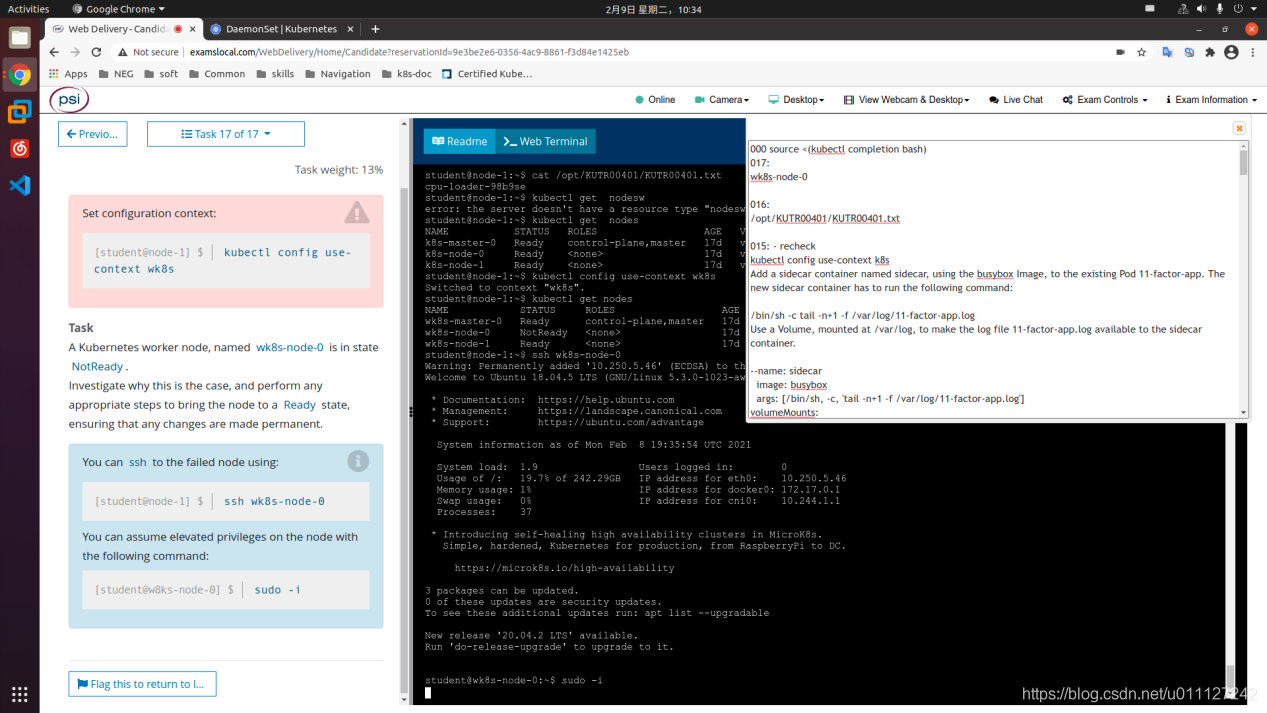 Activities
Google Chrome
2月9日 星期二，10:34
Web Delivery - Candida
DaemonSet | Kubernetes
Not secure | examslocal.com/WebDelivery/Home/Candidate?reservationId=9e3be2e6-0356-4ac9-8861-f3d84e1425eb
Apps NEG soft Common skills Navigation k8s-doc Certified Kube…
psi
Online Camera Desktop View Webcam & Desktop Live Chat Exam Controls Exam Information
Previo...
Task 17 of 17
Task weight: 13%
Set configuration context:
[student@node-1] $ | kubectl config use-
context wk8s
Task
A Kubernetes worker node, named wk8s-node-0 is in state
NotReady .
Investigate why this is the case, and perform any
appropriate steps to bring the node to a Ready state,
ensuring that any changes are made permanent.
You can ssh to the failed node using:
[student@node-1] $ | ssh wk8s-node-0
You can assume elevated privileges on the node with
the following command:
[student@w8ks-node-0] $ | sudo -i
Flag this to return to l...
Readme
Web Terminal
student@node-1:~$ cat /opt/KUTR00401/KUTR00401.txt
cpu-loader-98b9se
student@node-1:~$ kubectl get  nodesw
error: the server doesn't have a resource type "nodesw
student@node-1:~$ kubectl get  nodes
NAME STATUS ROLES AGE V
k8s-master-0 Ready control-plane,master 17d v
k8s-node-0 Ready <none> 17d v
k8s-node-1 Ready <none> 17d v
student@node-1:~$ kubectl config use-context wk8s
Switched to context "wk8s".
student@node-1:~$ kubectl get nodes
NAME STATUS ROLES AGE
wk8s-master-0 Ready control-plane,master 17d
wk8s-node-0 NotReady <none> 17d
wk8s-node-1 Ready <none> 17d
student@node-1:~$ ssh wk8s-node-0
Warning: Permanently added '10.250.5.46' (ECDSA) to th
Welcome to Ubuntu 18.04.5 LTS (GNU/Linux 5.3.0-1023-aw
* Documentation: https://help.ubuntu.com
* Management: https://landscape.canonical.com
* Support: https://ubuntu.com/advantage
System information as of Mon Feb  8 19:35:54 UTC 2021
System load: 1.9 Users logged in: 0
Usage of /: 19.7% of 242.29GB IP address for eth0: 10.250.5.46
Memory usage: 1% IP address for docker0: 172.17.0.1
Swap usage: 0% IP address for cni0: 10.244.1.1
Processes: 37
* Introducing self-healing high availability clusters in MicroK8s.
Simple, hardened, Kubernetes for production, from RaspberryPi to DC.
https://microk8s.io/high-availability
3 packages can be updated.
0 of these updates are security updates.
To see these additional updates run: apt list --upgradable
New release '20.04.2 LTS' available.
Run 'do-release-upgrade' to upgrade to it.
student@wk8s-node-0:~$ sudo -i
000 source <(kubectl completion bash)
017:
wk8s-node-0
016:
/opt/KUTR00401/KUTR00401.txt
015: - recheck
kubectl config use-context k8s
Add a sidecar container named sidecar, using the busybox Image, to the existing Pod 11-factor-app. The
new sidecar container has to run the following command:
/bin/sh -c tail -n+1 -f /var/log/11-factor-app.log
Use a Volume, mounted at /var/log, to make the log file 11-factor-app.log available to the sidecar
container.
--name: sidecar
image: busybox
args: [/bin/sh, -c, 'tail -n+1 -f /var/log/11-factor-app.log']
volumeMounts:
https://blog.csdn.net/u011127242